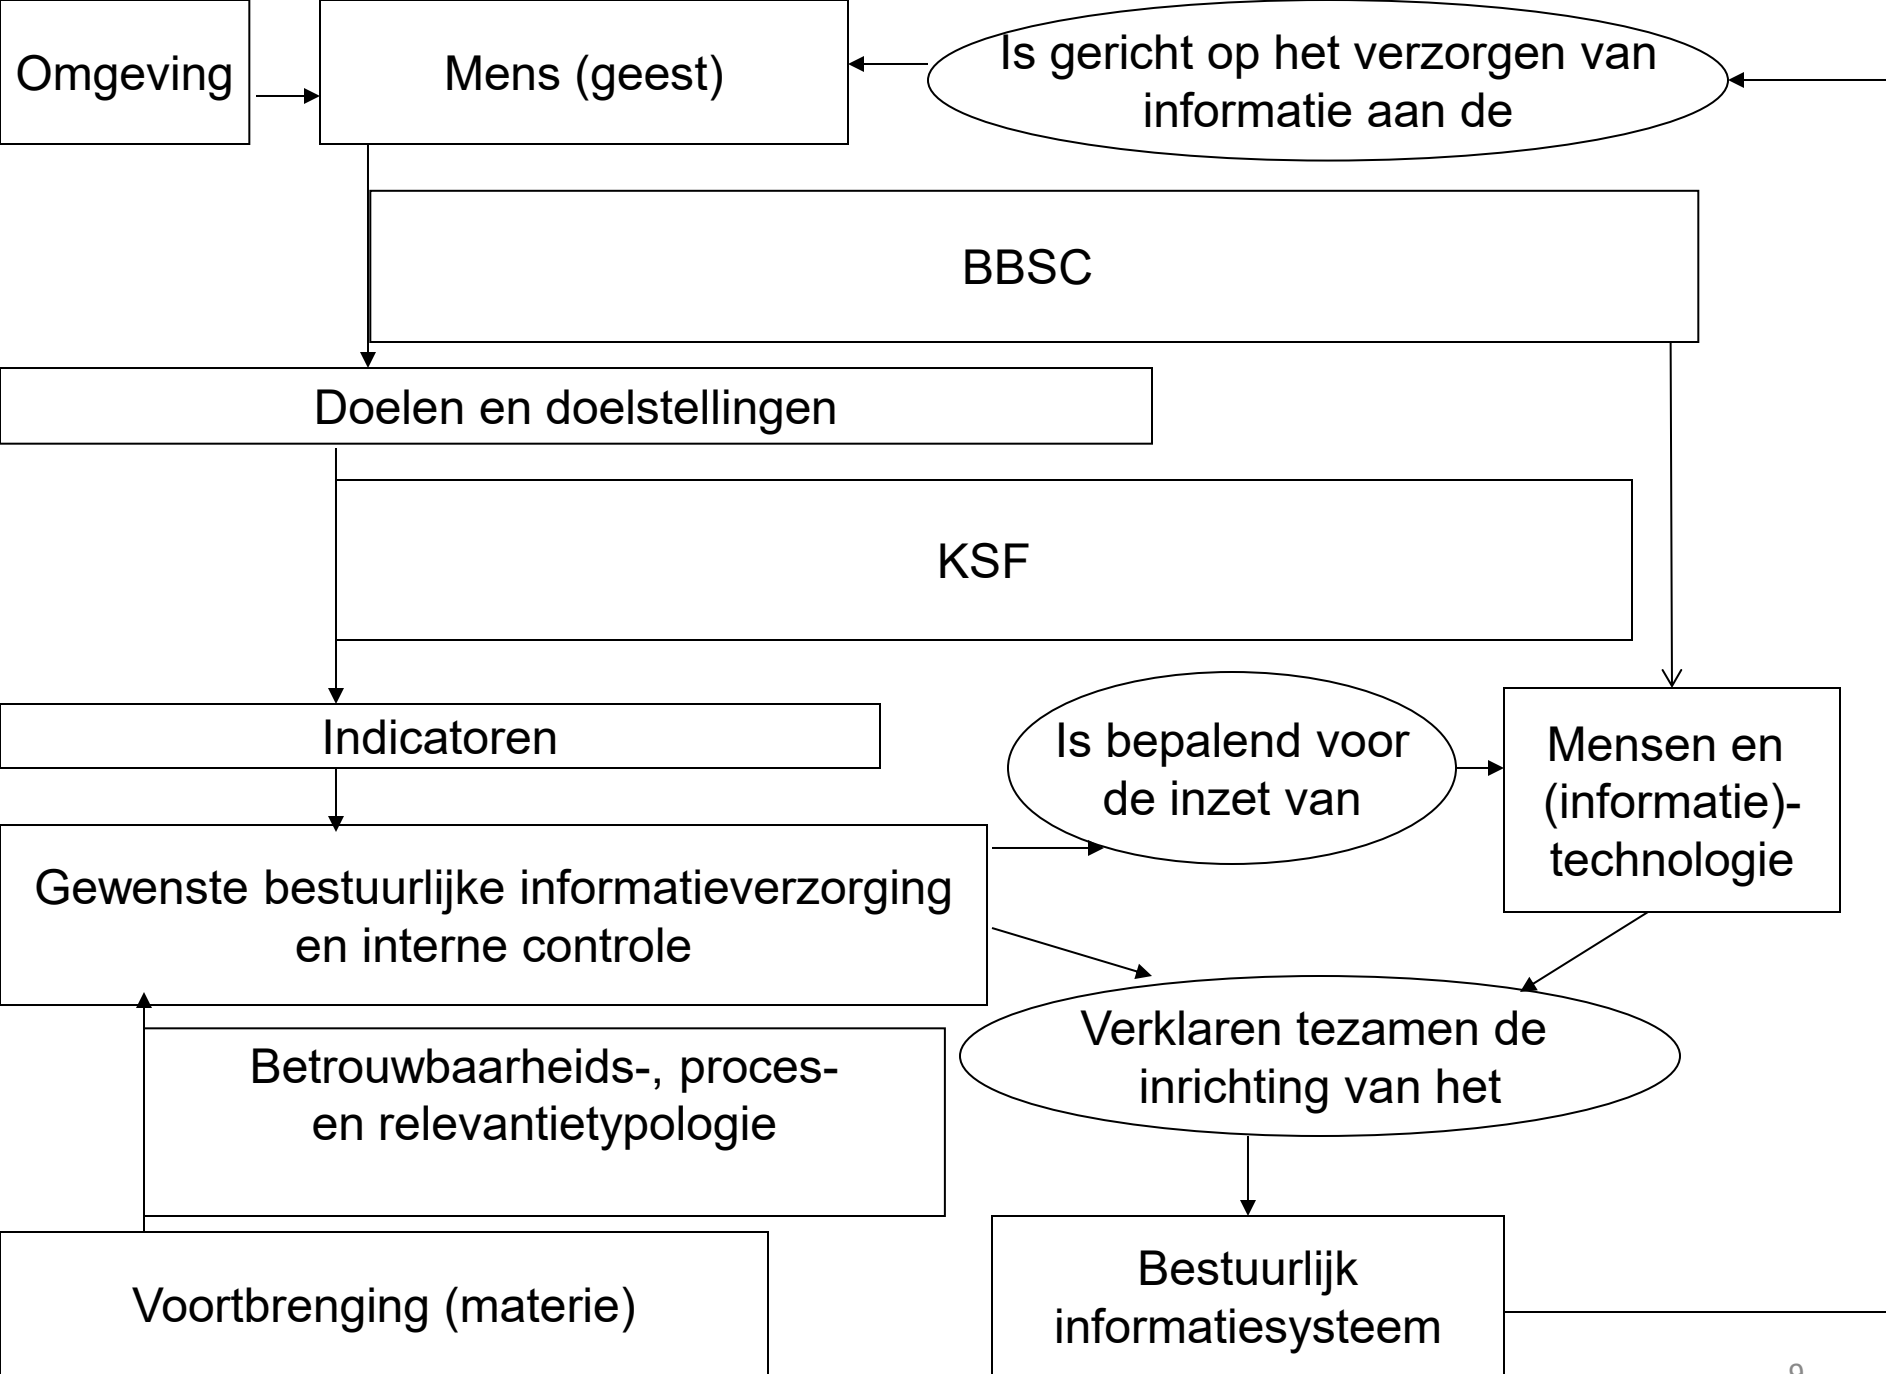 Omgeving
Mens (geest)
Is gericht op het verzorgen van
informatie aan de
BBSC
Doelen en doelstellingen
KSF
Indicatoren
Is bepalend voor
de inzet van
Mensen en
(informatie)-
technologie
Gewenste bestuurlijke informatieverzorging
en interne controle
Verklaren tezamen de
inrichting van het
Betrouwbaarheids-, proces-
en relevantietypologie
Voortbrenging (materie)
Bestuurlijk
informatiesysteem